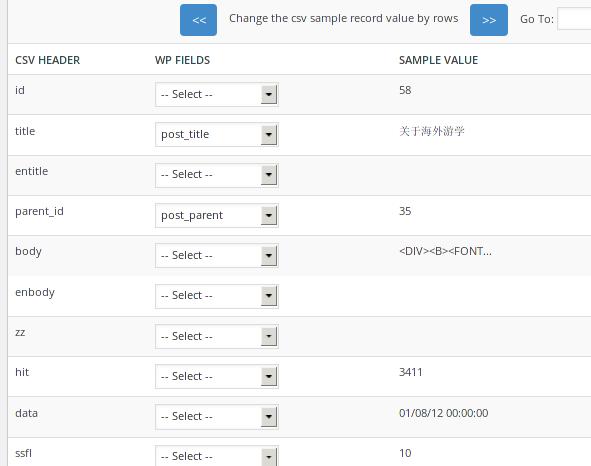 << Change the csv sample record value by rows >> Go To:
CSV HEADER WP FIELDS SAMPLE VALUE
id -- Select -- 58
title post_title 关于海外游学
entitle -- Select --
parent_id post_parent 35
body -- Select -- <DIV><B><FONT...
enbody -- Select --
zz -- Select --
hit -- Select -- 3411
data -- Select -- 01/08/12 00:00:00
ssfl -- Select -- 10